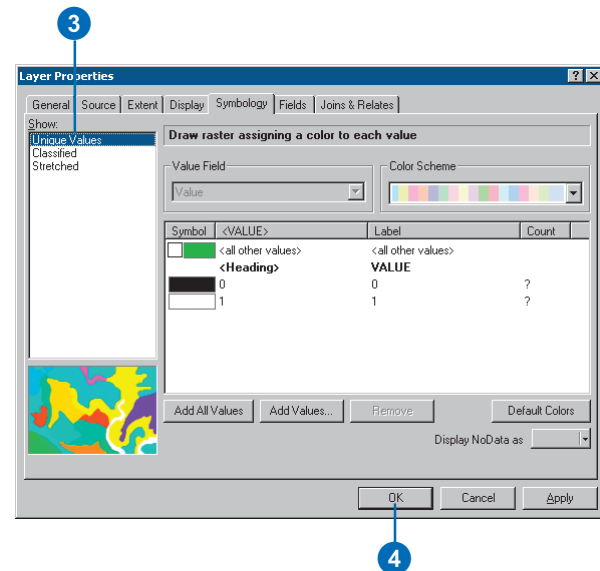 3
Layer Properties
General Source Extent Display Symbology Fields Joins & Relates
Show:
Unique Values
Classified
Stretched
Draw raster assigning a color to each value
Value Field
Value
Color Scheme
Symbol <VALUE> Label Count
<all other values> <all other values>
<Heading> VALUE
0 0 ?
1 1 ?
Add All Values Add Values... Remove Default Colors
Display NoData as
OK Cancel Apply
4